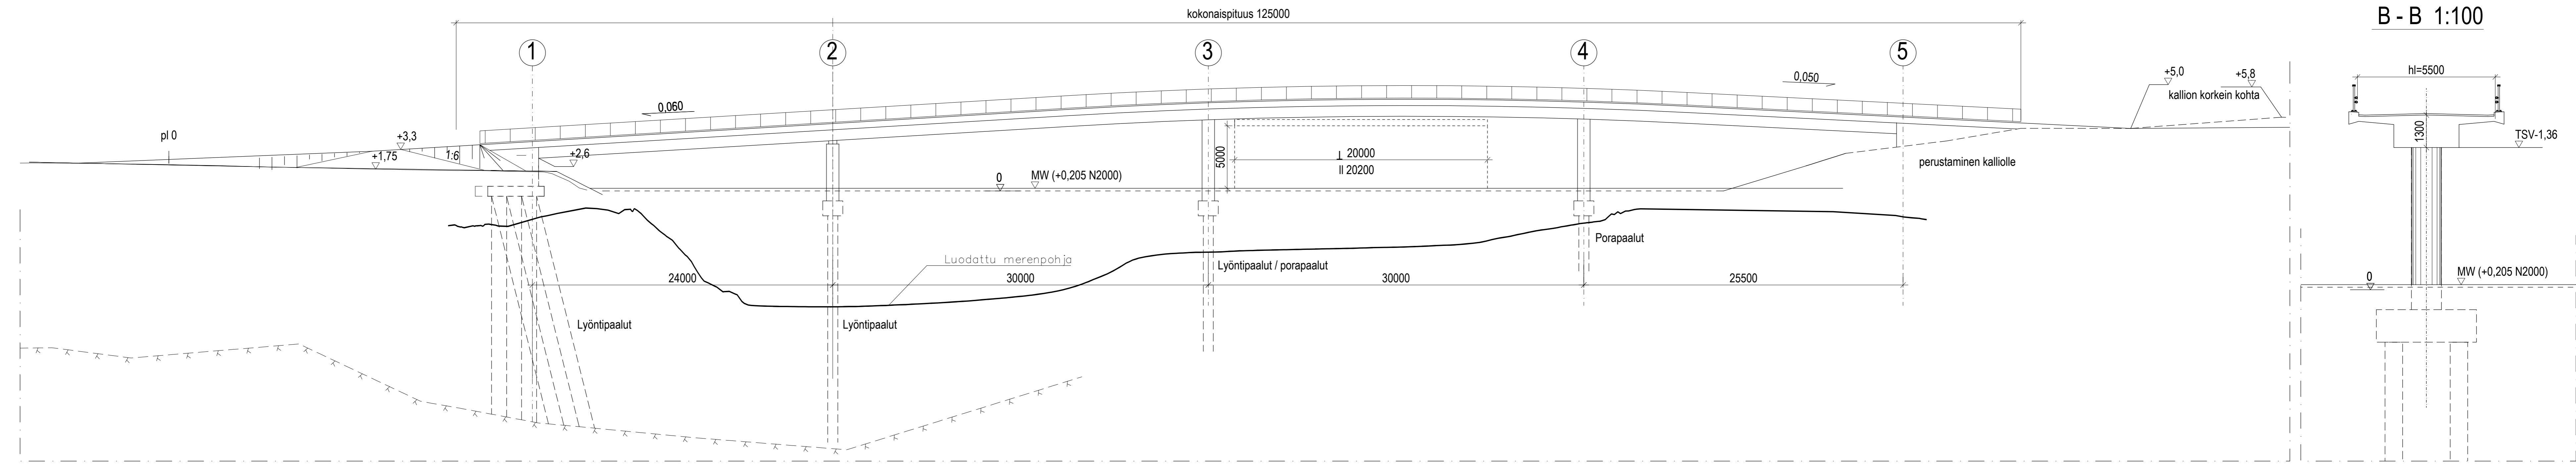 kokonaispituus 125000
B - B 1:100
1
2
3
4
5
0,060
0,050
+5,0
+5,8
kallion korkein kohta
hl=5500
pl 0
+3,3
+1,75
1:6
+2,6
5000
⊥ 20000
II 20200
0
MW (+0,205 N2000)
perustaminen kalliolle
1300
TSV-1,36
Luodattu merenpohja
Porapaalut
Lyöntipaalut / porapaalut
24000
30000
30000
25500
0
MW (+0,205 N2000)
Lyöntipaalut
Lyöntipaalut